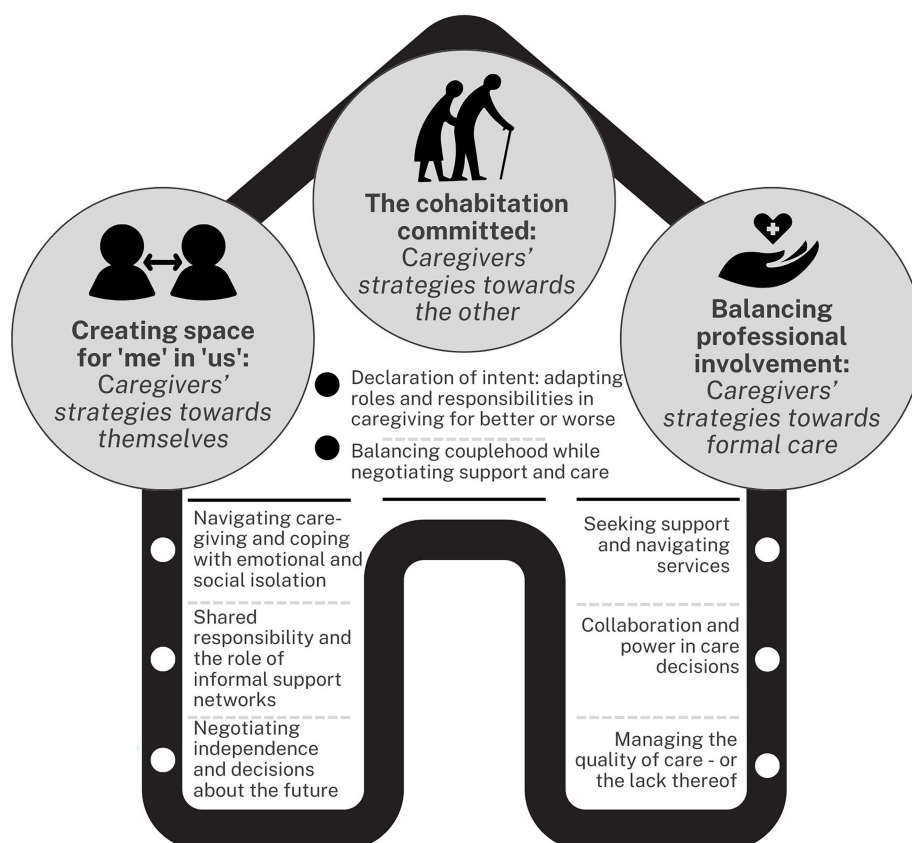 The cohabitation
committed:
Caregivers’
strategies towards
the other
Creating space
for 'me' in 'us':
Caregivers’
strategies towards
themselves
Balancing
professional
involvement:
Caregivers’
strategies towards
formal care
Declaration of intent: adapting
roles and responsibilities in
caregiving for better or worse
Balancing couplehood while
negotiating support and care
Navigating care-
giving and coping
with emotional and
social isolation
Shared
responsibility and
the role of
informal support
networks
Negotiating
independence
and decisions
about the future
Seeking support
and navigating
services
Collaboration and
power in care
decisions
Managing the
quality of care - or
the lack thereof